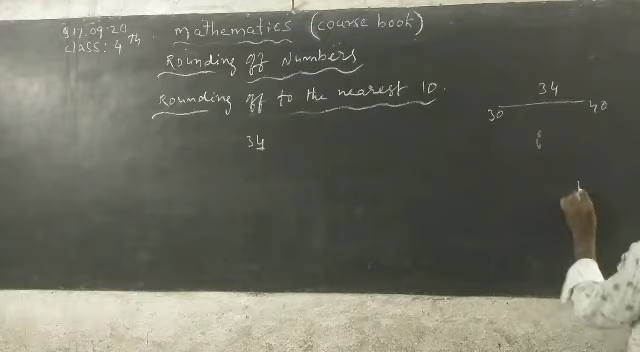 17.09.20
class: 4th
Mathematics (course book)
Rounding off Numbers
Rounding off to the nearest 10.
34
30 40
34